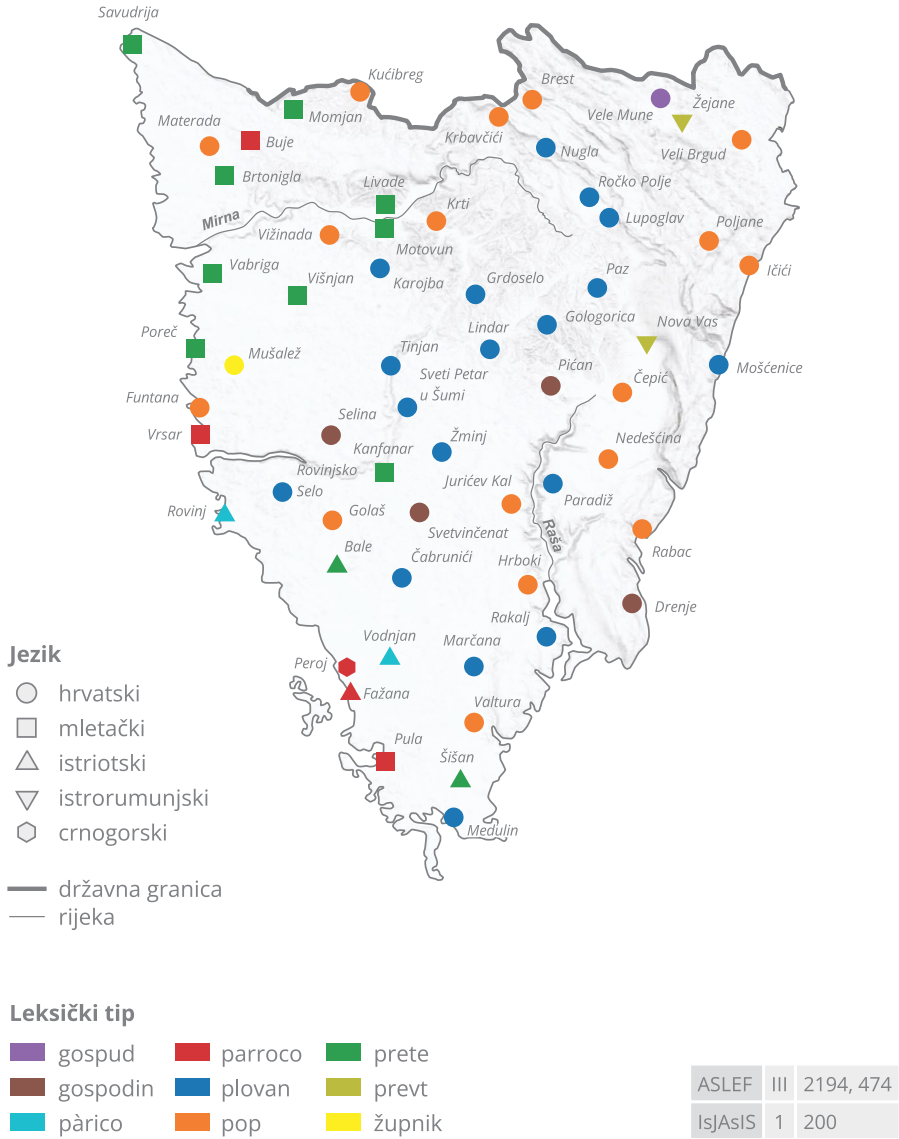 Savudrija
Kućibreg
Brest
Momjan
Vele Mune
Žejane
Materada
Buje
Krbavčići
Nugla
Veli Brgud
Brtonigla
Livade
Ročko Polje
Mirna
Krti
Lupoglav
Poljane
Vižinada
Motovun
Vabriga
Višnjan
Karojba
Grdoselo
Paz
Ičići
Gologorica
Nova Vas
Poreč
Lindar
Mušalež
Tinjan
Pićan
Mošćenice
Sveti Petar
u Šumi
Čepić
Funtana
Selina
Vrsar
Žminj
Nedešćina
Kanfanar
Rovinjsko
Selo
Jurićev Kal
Paradiž
Rovinj
Golaš
Svetvinčenat
Raša
Rabac
Bale
Čabrunići
Hrboki
Drenje
Rakalj
Vodnjan
Marčana
Peroj
Fažana
Valtura
Pula
Šišan
Medulin
Jezik
hrvatski
mletački
istriotski
istrorumunjski
crnogorski
državna granica
rijeka
Leksički tip
gospud parroco prete
gospodin plovan prevt
pàrico pop župnik
ASLEF III 2194, 474
IsJAsIS 1 200